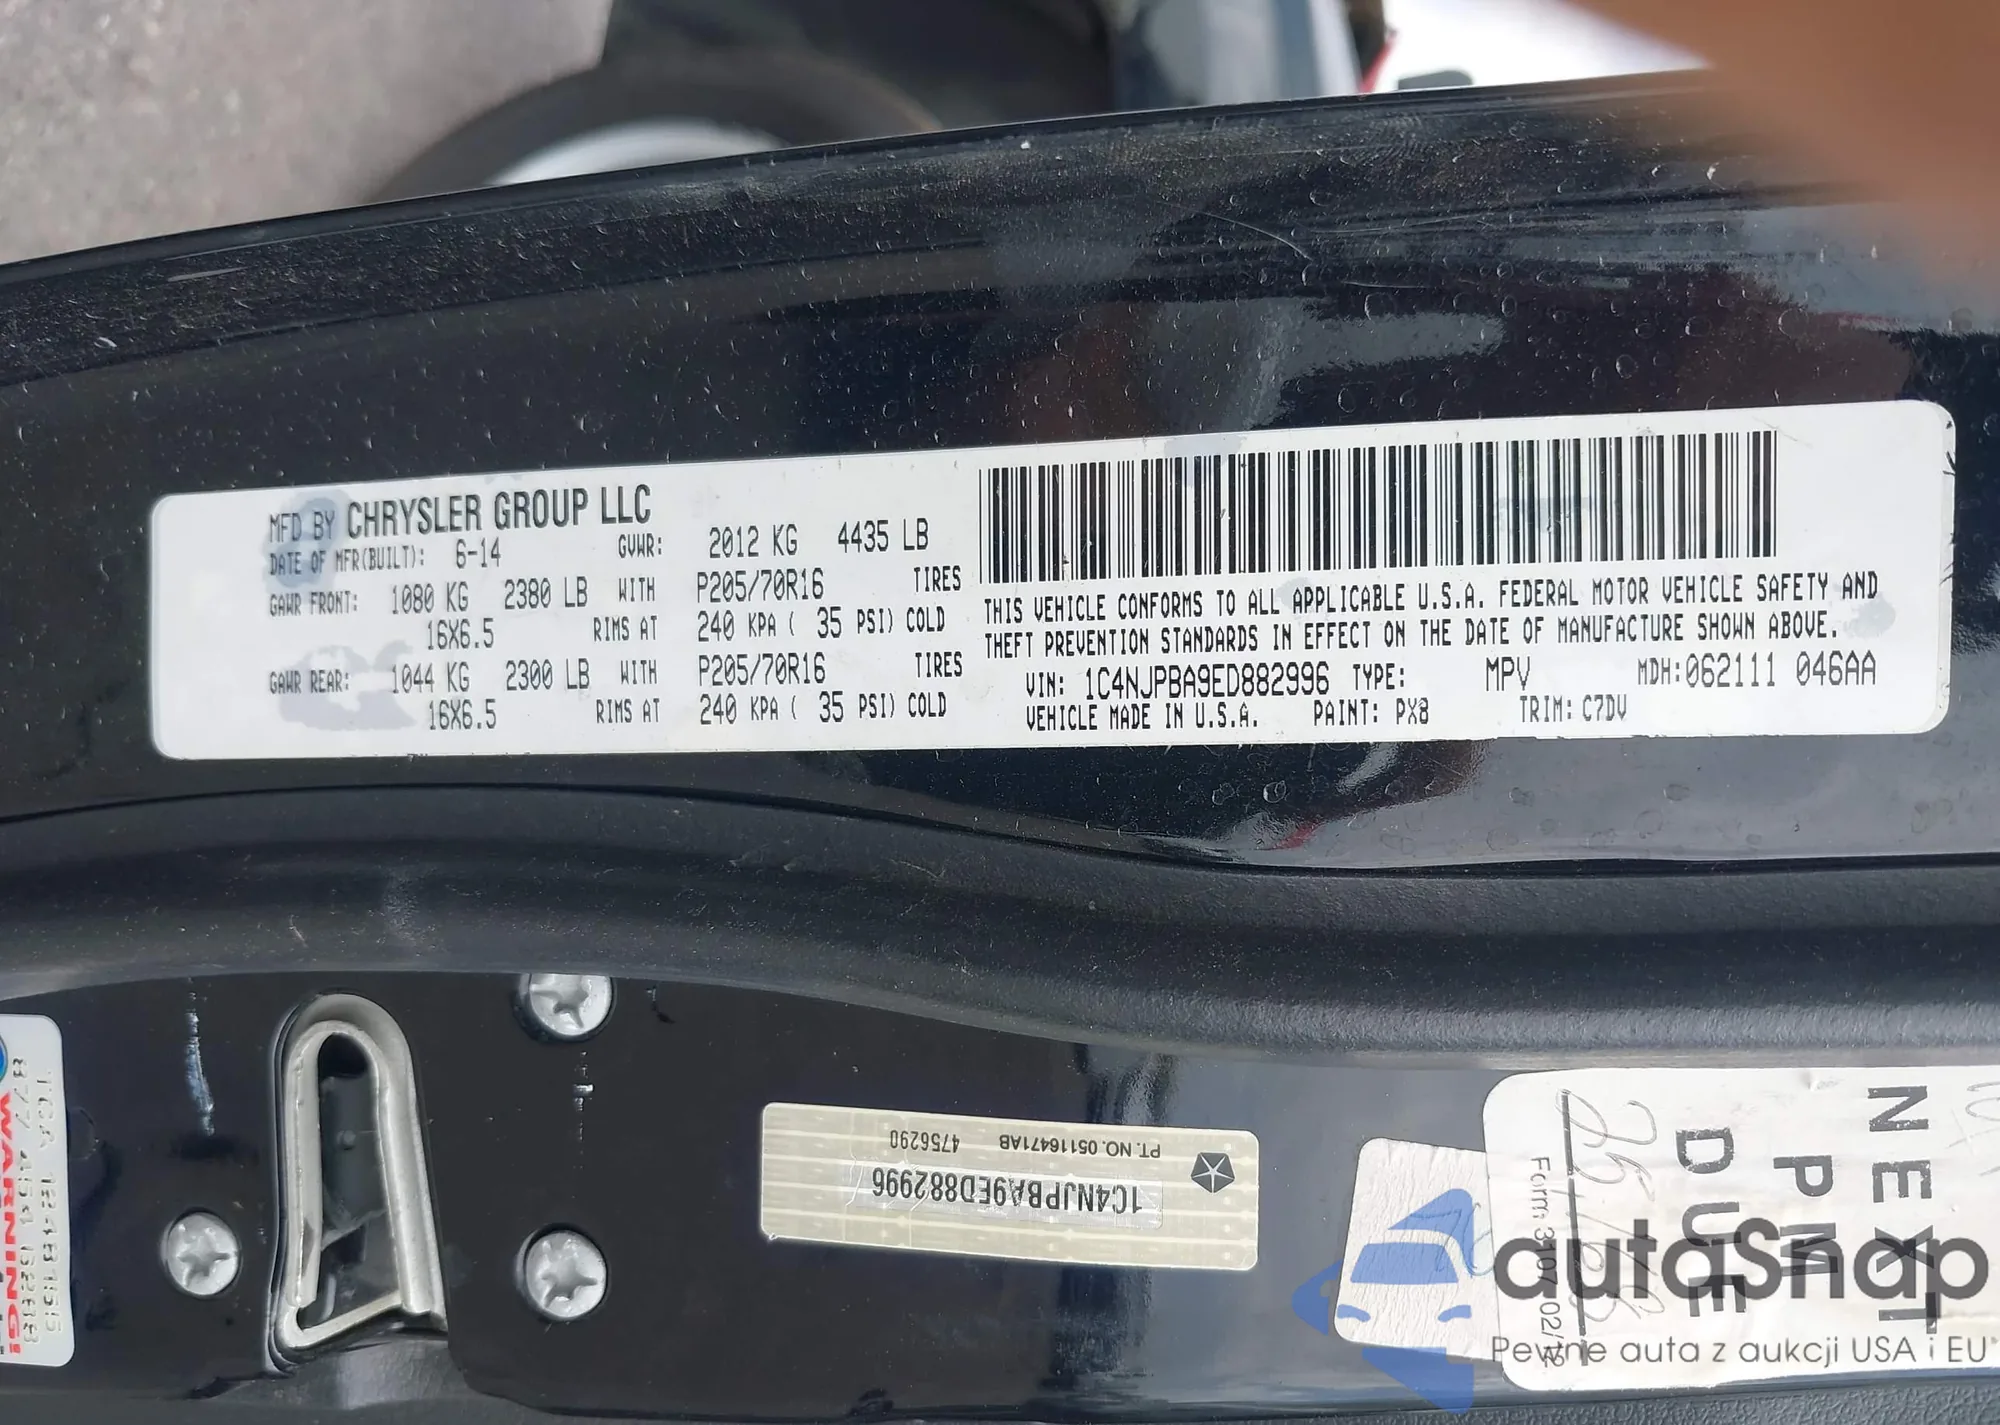 MFD BY CHRYSLER GROUP LLC
DATE OF MFR(BUILT): 6-14 GVWR: 2012 KG 4435 LB
GAWR FRONT: 1080 KG 2380 LB WITH P205/70R16 TIRES
16X6.5 RIMS AT 240 KPA ( 35 PSI) COLD
GAWR REAR: 1044 KG 2300 LB WITH P205/70R16 TIRES
16X6.5 RIMS AT 240 KPA ( 35 PSI) COLD
THIS VEHICLE CONFORMS TO ALL APPLICABLE U.S.A. FEDERAL MOTOR VEHICLE SAFETY AND
THEFT PREVENTION STANDARDS IN EFFECT ON THE DATE OF MANUFACTURE SHOWN ABOVE.
VIN: 1C4NJPBA9ED882996 TYPE: MPV MDH:062111 046AA
VEHICLE MADE IN U.S.A. PAINT: PX8 TRIM: C7DV
1C4NJPBA9ED882996
PT. NO. 05116471AB 4756290
WARNING!
NEXT
PM
DUE
autaSnap
Pewne auta z aukcji USA i EU